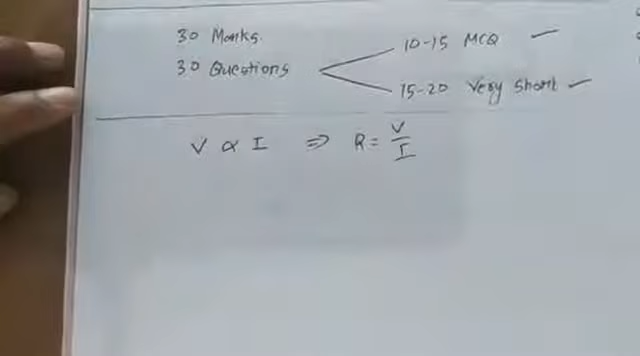 30 Marks.
30 Questions
10-15 MCQ
15-20 Very Short
V ∝ I ⇒ R = V/I